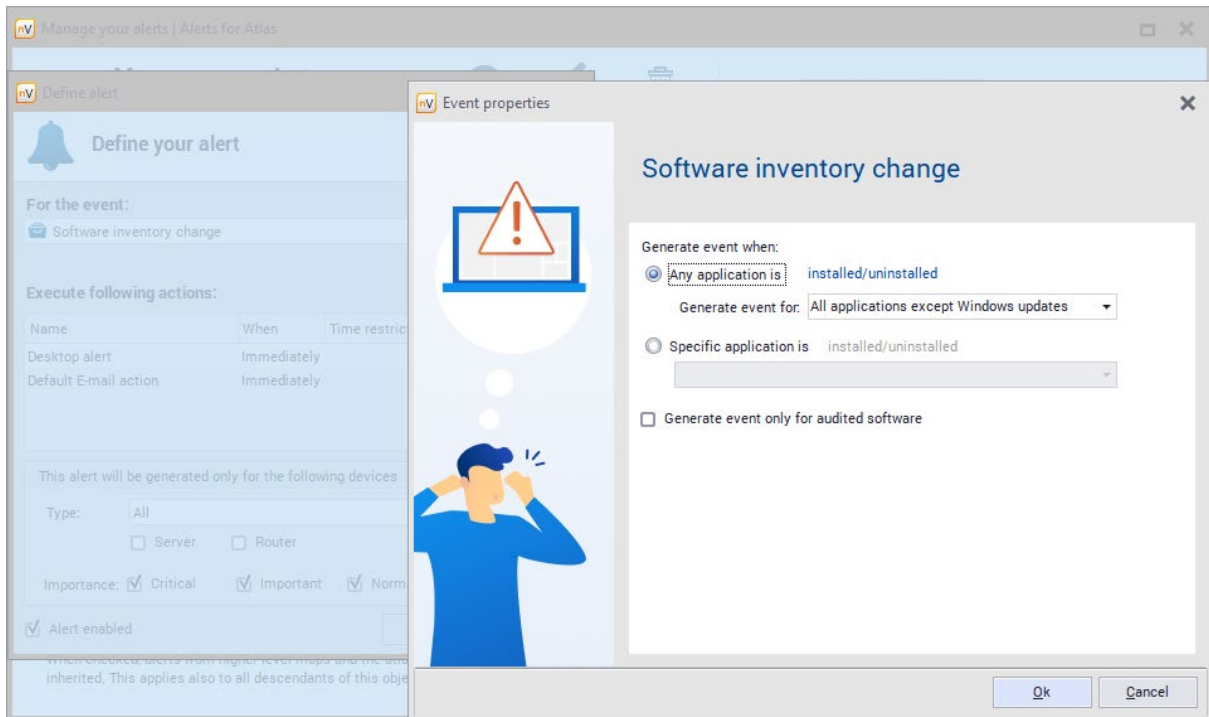 nV Manage your alerts | Alerts for Atlas
nV Define alert
Define your alert
For the event:
Software inventory change
Execute following actions:
Name When Time restric
Desktop alert Immediately
Default E-mail action Immediately
This alert will be generated only for the following devices
Type: All
Server Router
Importance: Critical Important Norm
Alert enabled
inherited. This applies also to all descendants of this obje
nV Event properties
Software inventory change
Generate event when:
Any application is installed/uninstalled
Generate event for: All applications except Windows updates
Specific application is installed/uninstalled
Generate event only for audited software
Ok Cancel